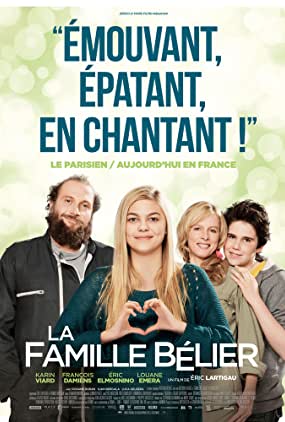 “ÉMOUVANT,
ÉPATANT,
EN CHANTANT !”
LE PARISIEN / AUJOURD'HUI EN FRANCE
LA
FAMILLE BÉLIER
KARIN VIARD
FRANÇOIS DAMIENS
ÉRIC ELMOSNINO
LOUANE EMERA
UN FILM DE ÉRIC LARTIGAU